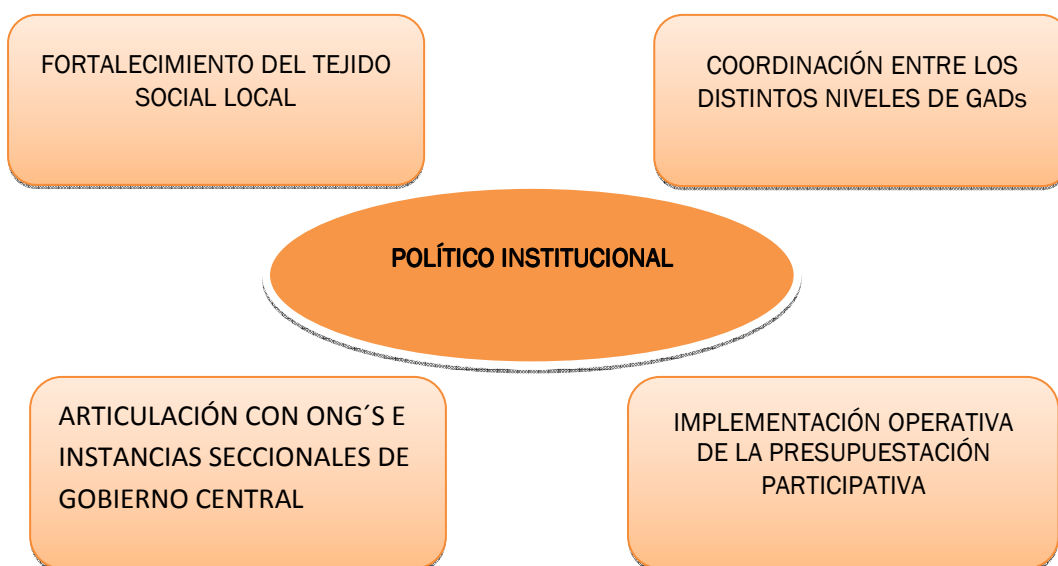 FORTALECIMIENTO DEL TEJIDO
SOCIAL LOCAL
COORDINACIÓN ENTRE LOS
DISTINTOS NIVELES DE GADs
POLÍTICO INSTITUCIONAL
ARTICULACIÓN CON ONG´S E
INSTANCIAS SECCIONALES DE
GOBIERNO CENTRAL
IMPLEMENTACIÓN OPERATIVA
DE LA PRESUPUESTACIÓN
PARTICIPATIVA